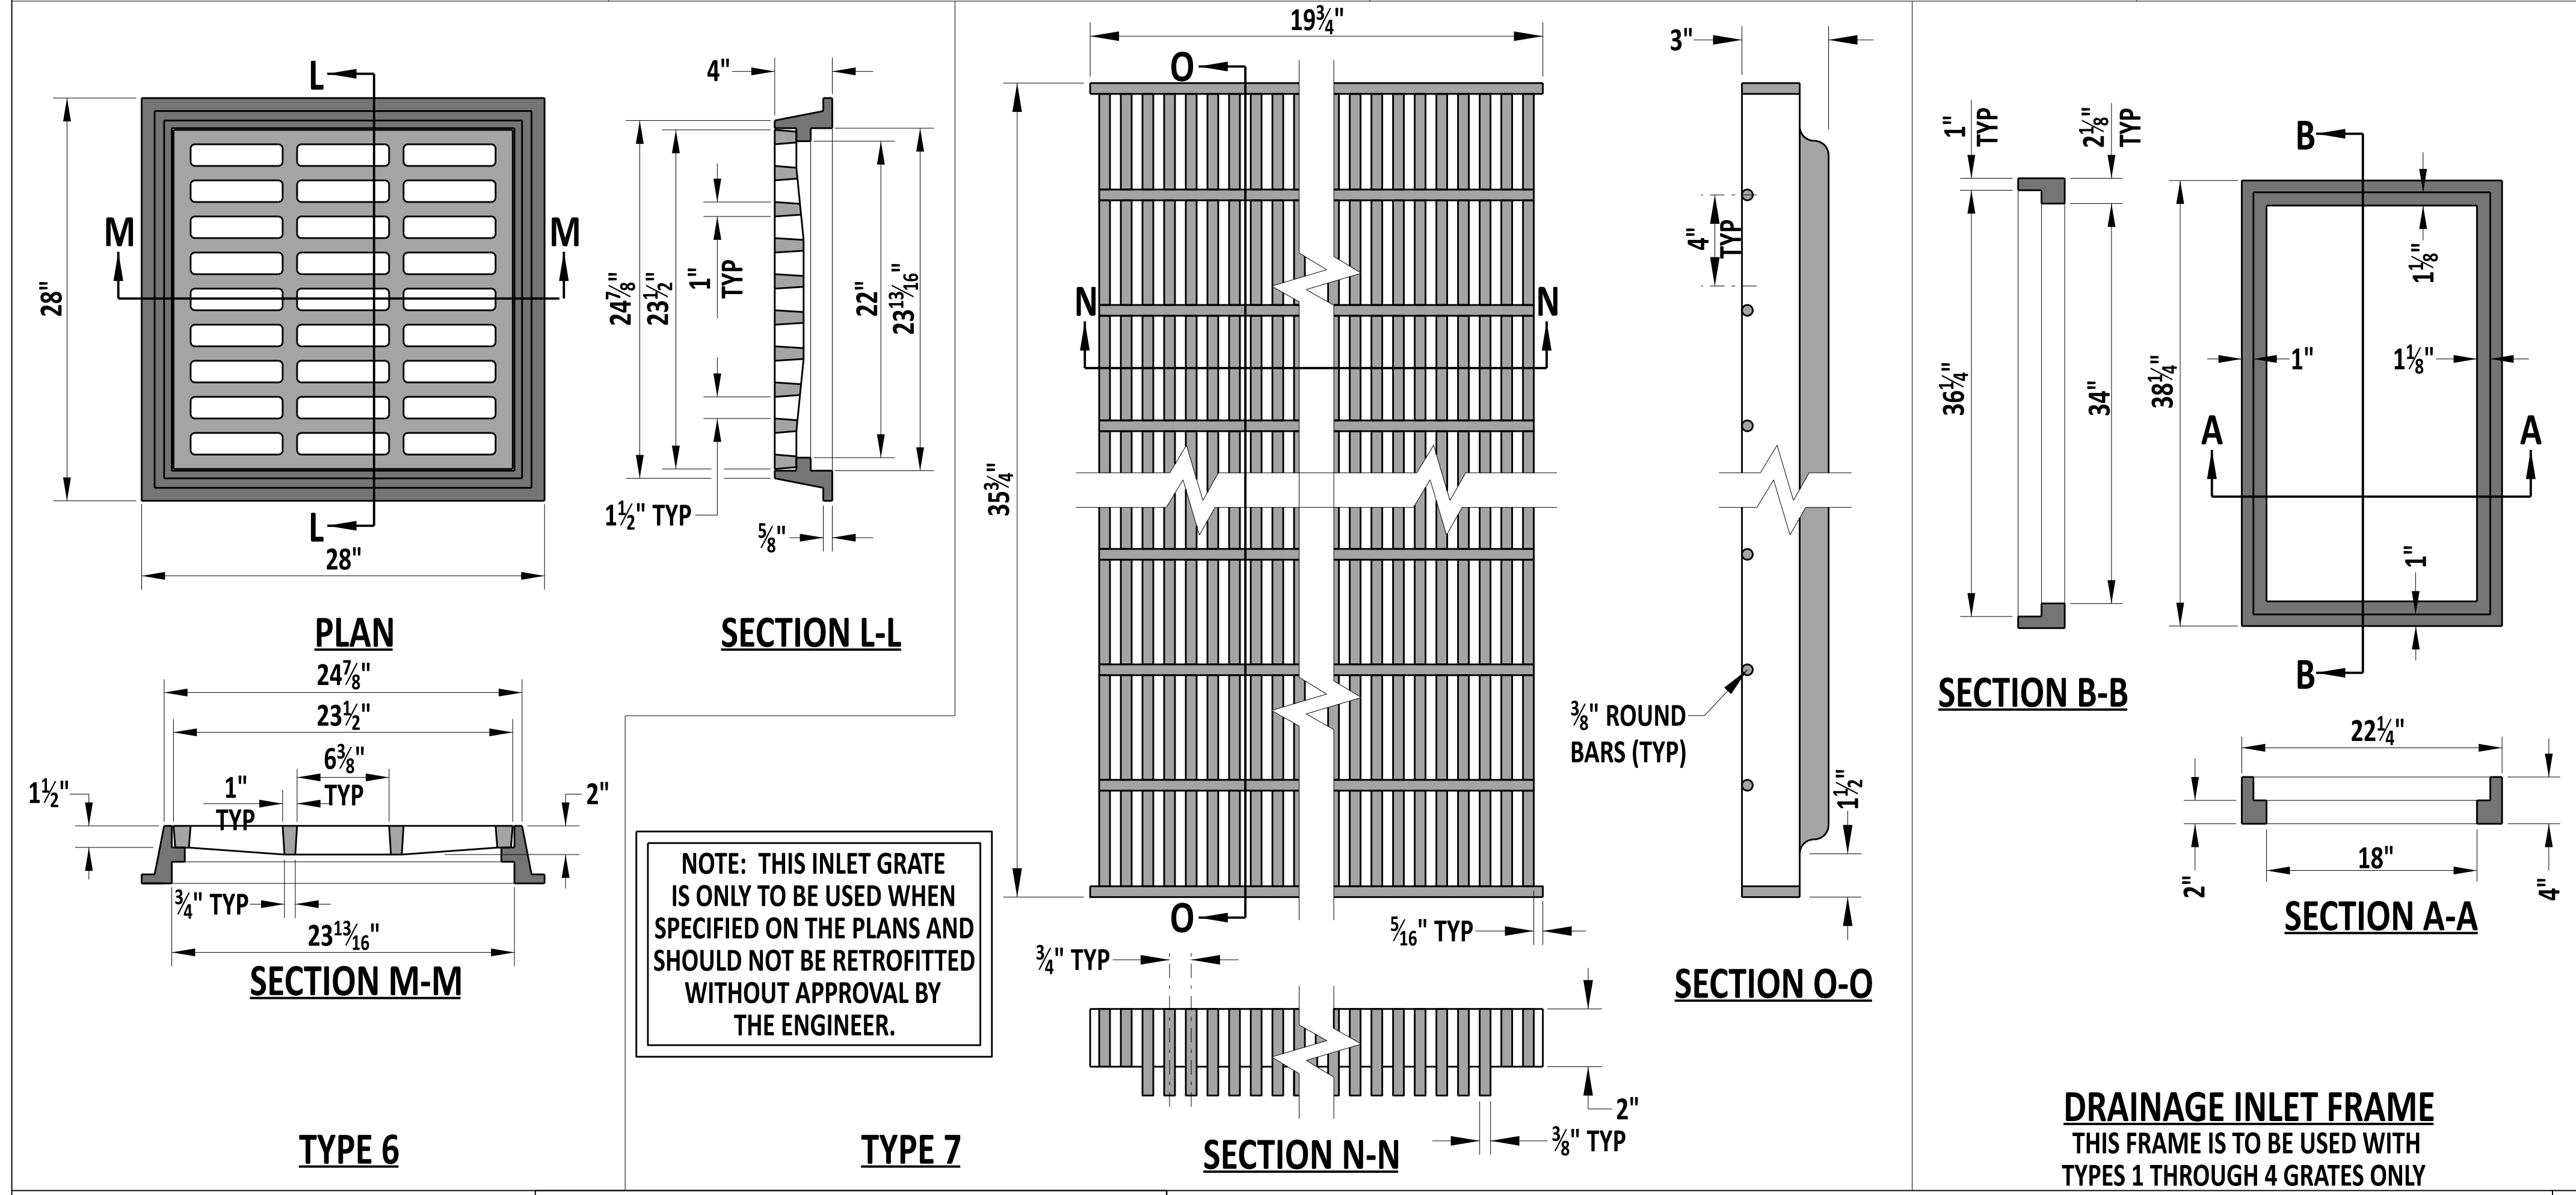 L
M
M
28"
L
28"
PLAN
4"
24⅞"
23½"
1"
TYP
22"
23¹³⁄₁₆"
1½" TYP
⅝"
SECTION L-L
24⅞"
23½"
6⅜"
TYP
1"
TYP
1½"
2"
¾" TYP
23¹³⁄₁₆"
SECTION M-M
TYPE 6
NOTE: THIS INLET GRATE
IS ONLY TO BE USED WHEN
SPECIFIED ON THE PLANS AND
SHOULD NOT BE RETROFITTED
WITHOUT APPROVAL BY
THE ENGINEER.
TYPE 7
19¾"
O
N
N
35¾"
O
⁵⁄₁₆" TYP
¾" TYP
2"
⅜" TYP
SECTION N-N
3"
4"
TYP
⅜" ROUND
BARS (TYP)
1½"
SECTION O-O
1"
TYP
2⅛"
TYP
36¼"
34"
SECTION B-B
B
1⅛"
1"
1⅛"
38¼"
A
A
1"
B
22¼"
2"
18"
4"
SECTION A-A
DRAINAGE INLET FRAME
THIS FRAME IS TO BE USED WITH
TYPES 1 THROUGH 4 GRATES ONLY